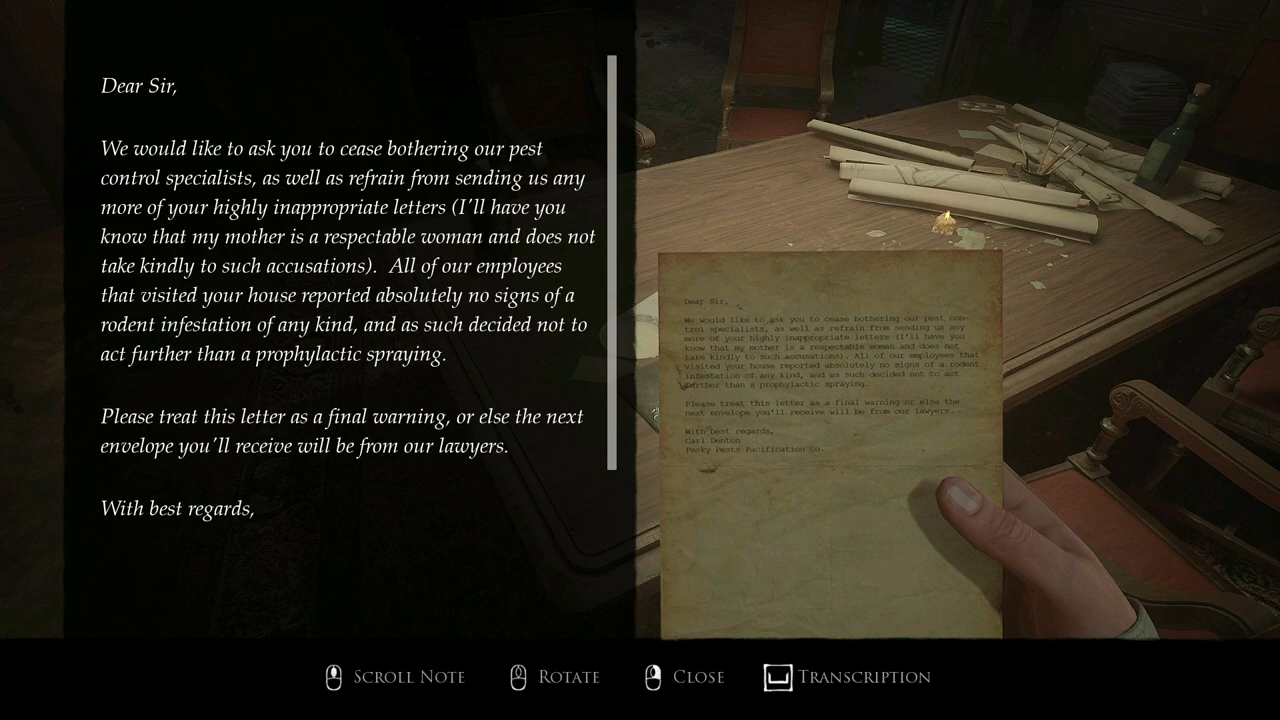 Dear Sir,
We would like to ask you to cease bothering our pest
control specialists, as well as refrain from sending us any
more of your highly inappropriate letters (I'll have you
know that my mother is a respectable woman and does not
take kindly to such accusations).  All of our employees
that visited your house reported absolutely no signs of a
rodent infestation of any kind, and as such decided not to
act further than a prophylactic spraying.
Please treat this letter as a final warning, or else the next
envelope you'll receive will be from our lawyers.
With best regards,
Dear Sir,
We would like to ask you to cease bothering our pest con-
trol specialists, as well as refrain from sending us any
more of your highly inappropriate letters (I'll have you
know that my mother is a respectable woman and does not
take kindly to such accusations). All of our employees that
visited your house reported absolutely no signs of a rodent
infestation of any kind, and us such decided not to act
further than a prophylactic spraying.
Please treat this letter as a final warning or else the
next envelope you'll receive will be from our lawyers.
With best regards,
Carl Denton
Pesky Pests Pacification co.
SCROLL NOTE
ROTATE
CLOSE
TRANSCRIPTION